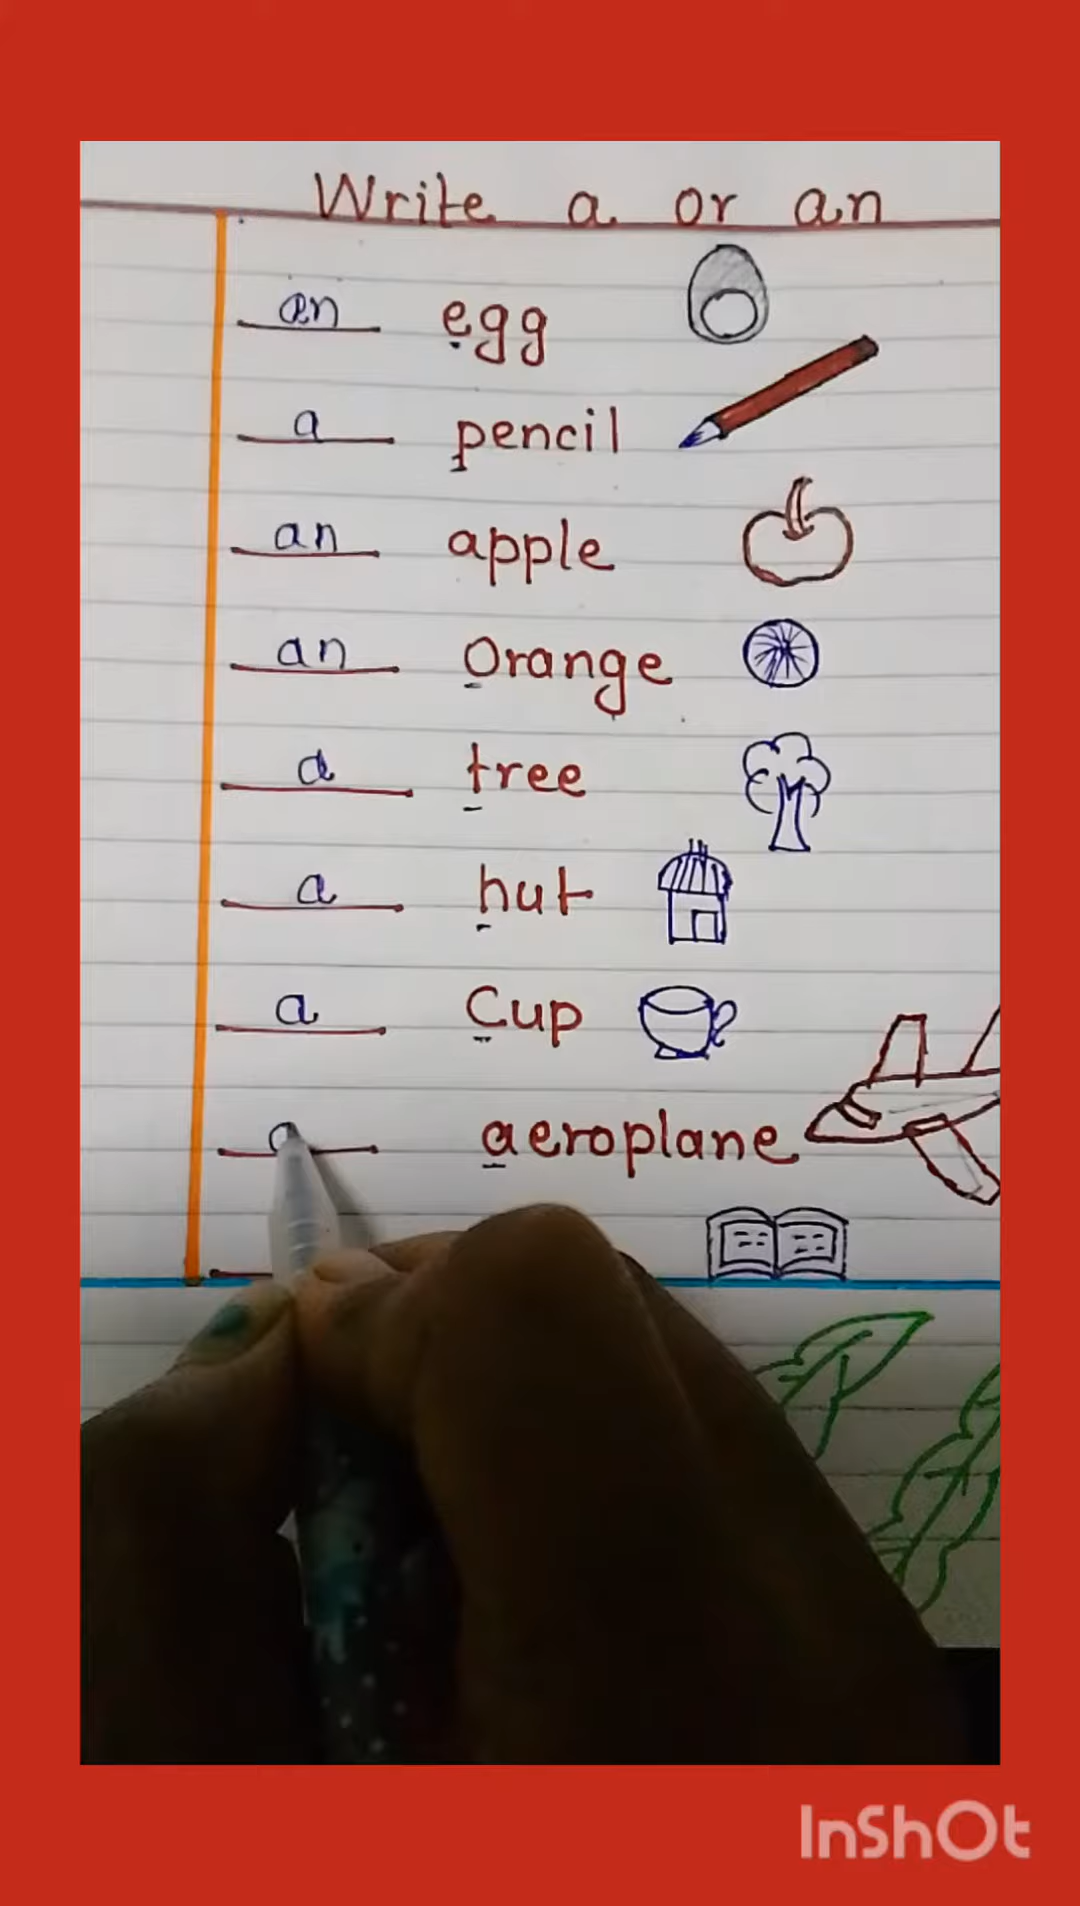 Write a or an
an egg
a pencil
an apple
an Orange
a tree
a hut
a Cup
a aeroplane
InShOt